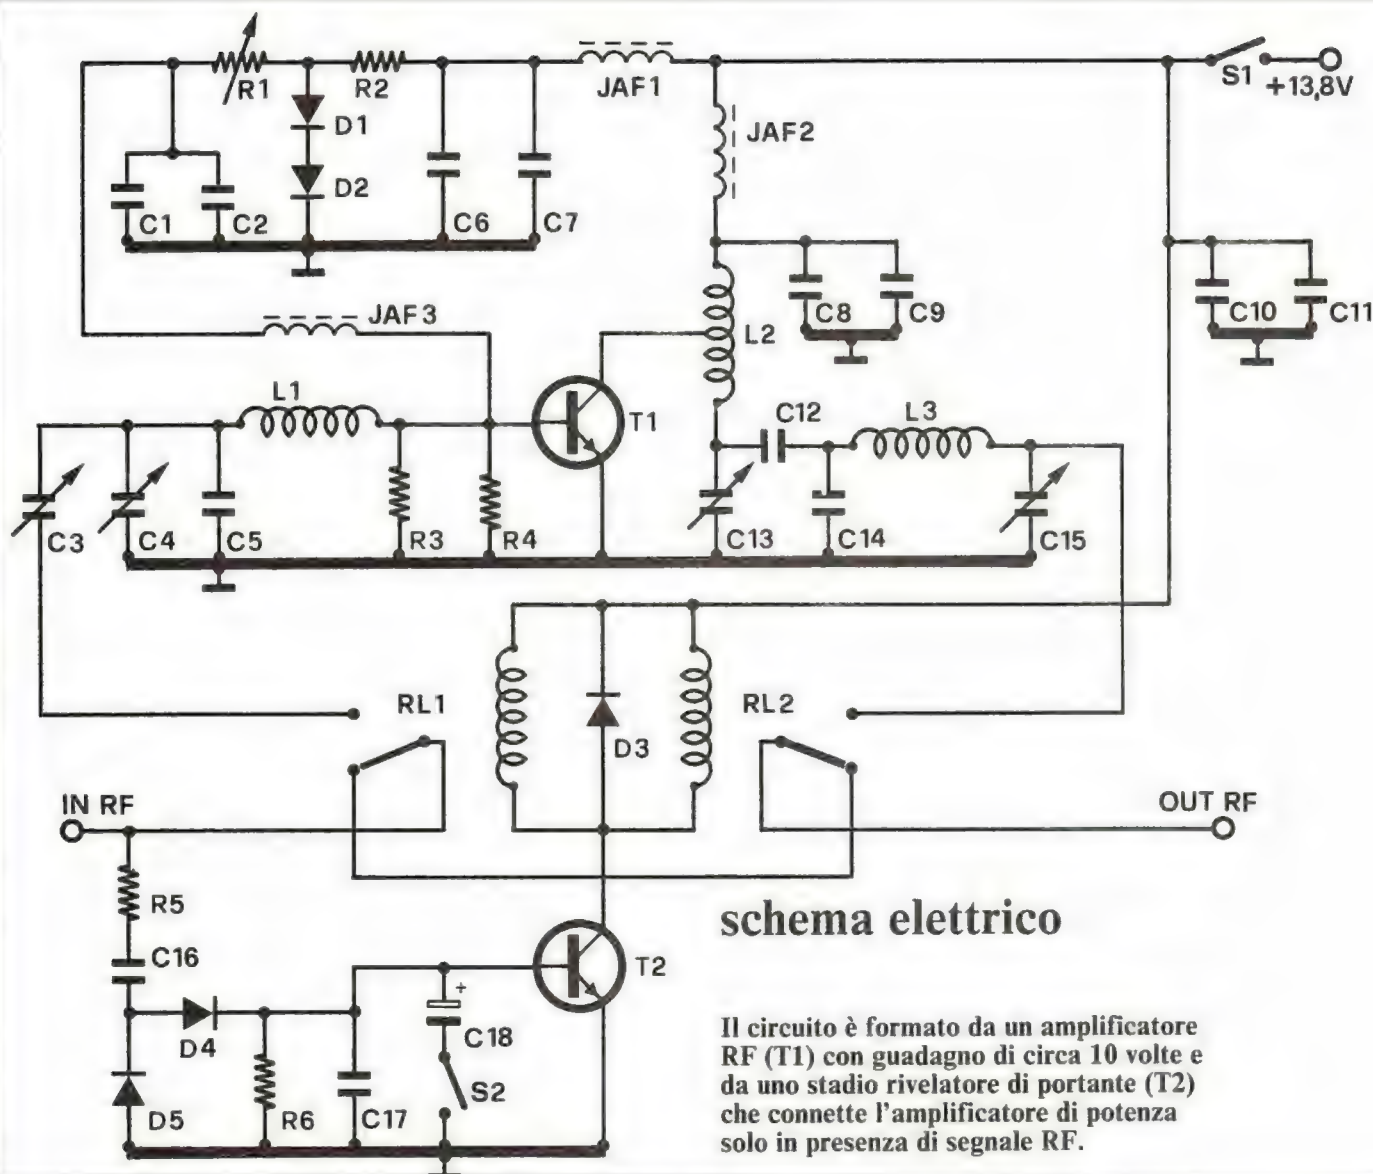 R1
R2
JAF1
S1
+13,8V
D1
JAF2
D2
C1
C2
C6
C7
C8
C9
C10
C11
JAF3
L2
L1
T1
C12
L3
C3
C4
C5
R3
R4
C13
C14
C15
RL1
RL2
D3
IN RF
OUT RF
R5
C16
T2
+
C18
D4
S2
D5
R6
C17
schema elettrico
Il circuito è formato da un amplificatore
RF (T1) con guadagno di circa 10 volte e
da uno stadio rivelatore di portante (T2)
che connette l'amplificatore di potenza
solo in presenza di segnale RF.